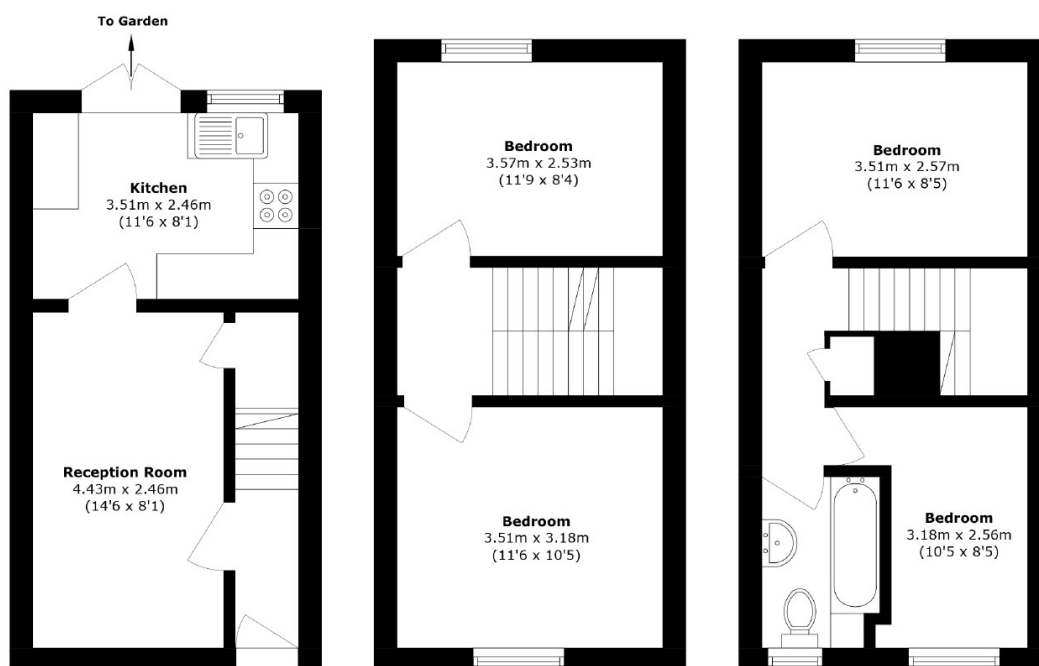 To Garden
Kitchen
3.51m x 2.46m
(11'6 x 8'1)
Reception Room
4.43m x 2.46m
(14'6 x 8'1)
Bedroom
3.57m x 2.53m
(11'9 x 8'4)
Bedroom
3.51m x 3.18m
(11'6 x 10'5)
Bedroom
3.51m x 2.57m
(11'6 x 8'5)
Bedroom
3.18m x 2.56m
(10'5 x 8'5)